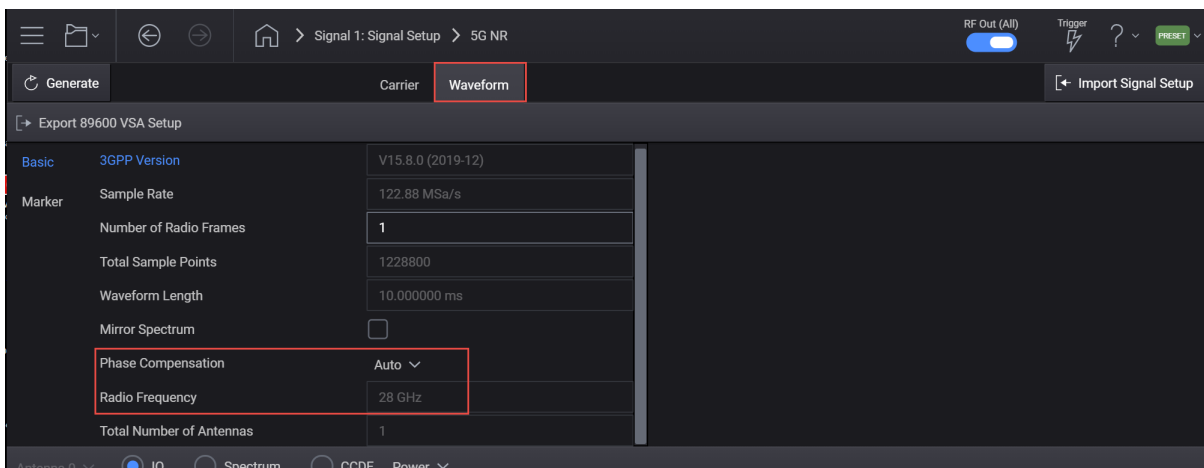 RF Out (All)
Trigger
Signal 1: Signal Setup > 5G NR
? PRESET
Generate
Carrier
Waveform
Import Signal Setup
Export 89600 VSA Setup
Basic
3GPP Version
V15.8.0 (2019-12)
Marker
Sample Rate
122.88 MSa/s
Number of Radio Frames
1
Total Sample Points
1228800
Waveform Length
10.000000 ms
Mirror Spectrum
Phase Compensation
Auto
Radio Frequency
28 GHz
Total Number of Antennas
1
Antenna 0
IQ
Spectrum
CCDF
Power